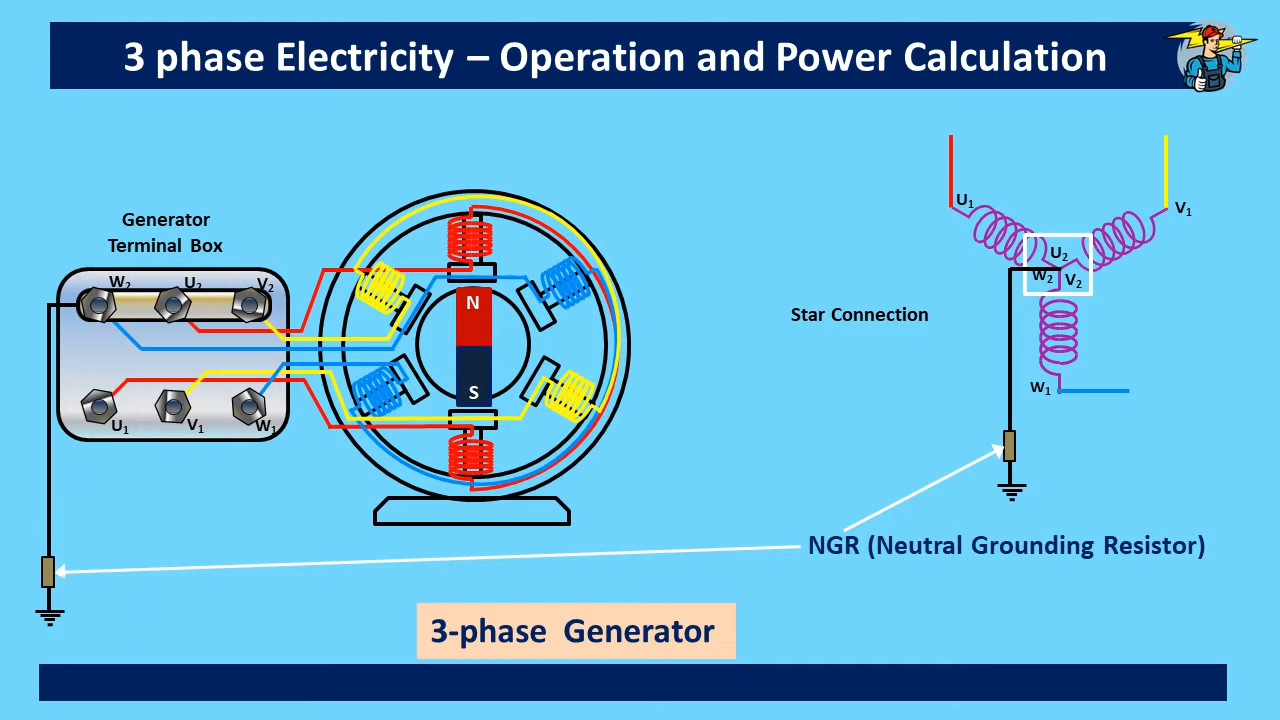 3 phase Electricity – Operation and Power Calculation
Generator
Terminal Box
W2
U2
V2
U1
V1
W1
N
S
U1
V1
U2
W2
V2
Star Connection
W1
NGR (Neutral Grounding Resistor)
3-phase Generator